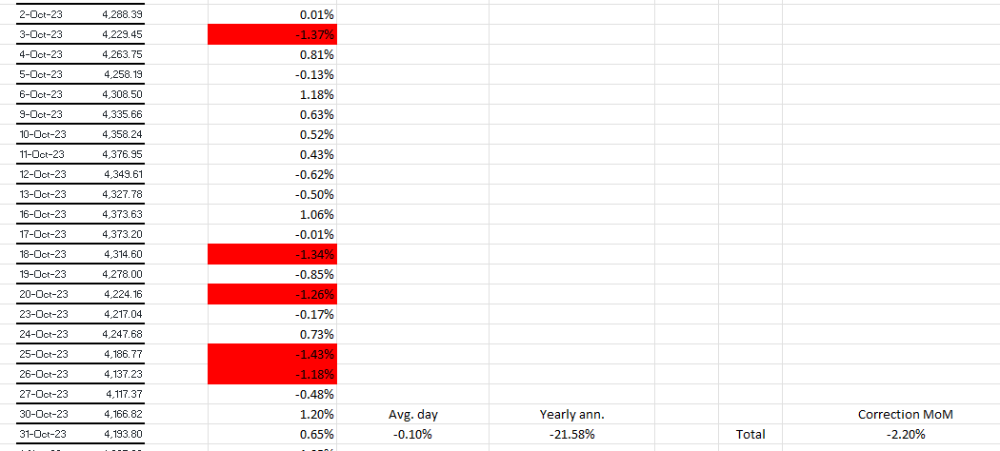 2-Oct-23 4,288.39 0.01%
3-Oct-23 4,229.45 -1.37%
4-Oct-23 4,263.75 0.81%
5-Oct-23 4,258.19 -0.13%
6-Oct-23 4,308.50 1.18%
9-Oct-23 4,335.66 0.63%
10-Oct-23 4,358.24 0.52%
11-Oct-23 4,376.95 0.43%
12-Oct-23 4,349.61 -0.62%
13-Oct-23 4,327.78 -0.50%
16-Oct-23 4,373.63 1.06%
17-Oct-23 4,373.20 -0.01%
18-Oct-23 4,314.60 -1.34%
19-Oct-23 4,278.00 -0.85%
20-Oct-23 4,224.16 -1.26%
23-Oct-23 4,217.04 -0.17%
24-Oct-23 4,247.68 0.73%
25-Oct-23 4,186.77 -1.43%
26-Oct-23 4,137.23 -1.18%
27-Oct-23 4,117.37 -0.48%
30-Oct-23 4,166.82 1.20% Avg. day Yearly ann. Correction MoM
31-Oct-23 4,193.80 0.65% -0.10% -21.58% Total -2.20%